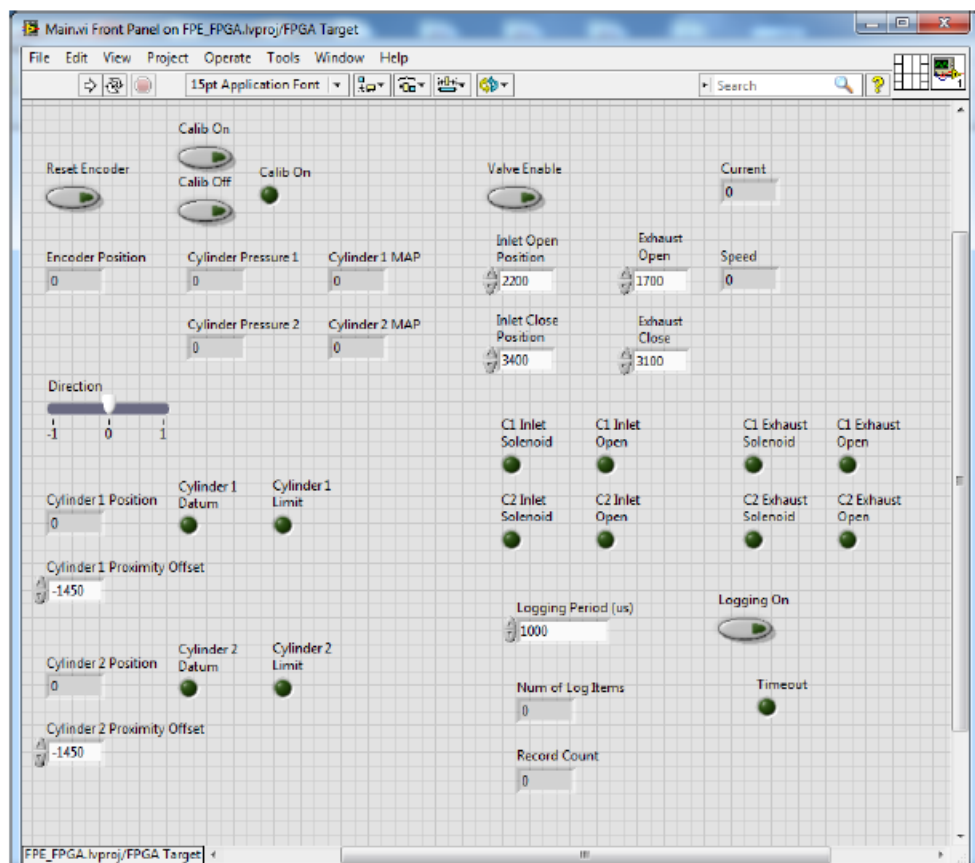 Main.vi Front Panel on FPE_FPGA.lvproj/FPGA Target
File Edit View Project Operate Tools Window Help
15pt Application Font
Search
1
Calib On
Reset Encoder
Calib Off
Calib On
Valve Enable
Current
0
Encoder Position
0
Cylinder Pressure 1
0
Cylinder 1 MAP
0
Inlet Open
Position
2200
Exhaust
Open
1700
Speed
0
Cylinder Pressure 2
0
Cylinder 2 MAP
0
Inlet Close
Position
3400
Exhaust
Close
3100
Direction
-1 0 1
C1 Inlet
Solenoid
C1 Inlet
Open
C1 Exhaust
Solenoid
C1 Exhaust
Open
Cylinder 1 Position
0
Cylinder 1
Datum
Cylinder 1
Limit
C2 Inlet
Solenoid
C2 Inlet
Open
C2 Exhaust
Solenoid
C2 Exhaust
Open
Cylinder 1 Proximity Offset
-1450
Logging Period (us)
1000
Logging On
Cylinder 2 Position
0
Cylinder 2
Datum
Cylinder 2
Limit
Num of Log Items
0
Timeout
Cylinder 2 Proximity Offset
-1450
Record Count
0
FPE_FPGA.lvproj/FPGA Target